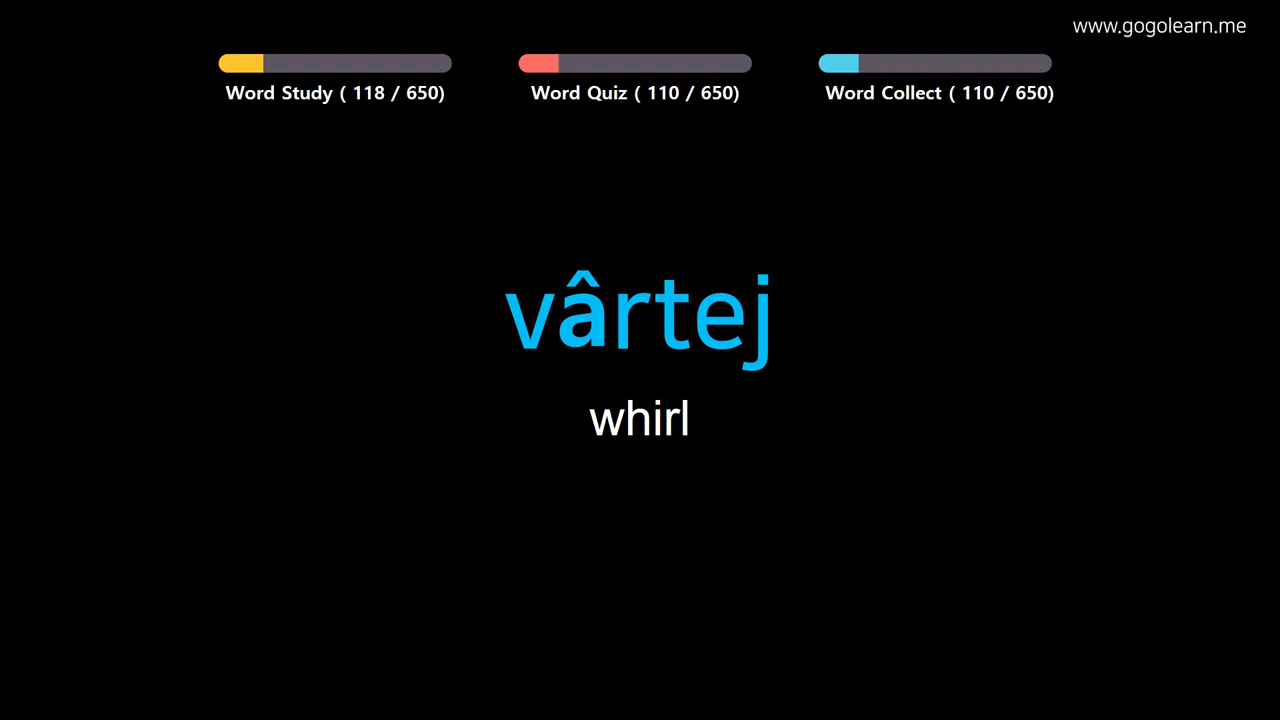 www.gogolearn.me
Word Study ( 118 / 650)
Word Quiz ( 110 / 650)
Word Collect ( 110 / 650)
vârtej
whirl